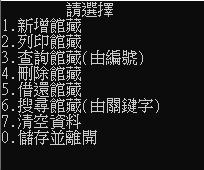 請選擇
1.新增館藏
2.列印館藏
3.查詢館藏(由編號)
4.刪除館藏
5.借還館藏
6.搜尋館藏(由關鍵字)
7.清空資料
0.儲存並離開